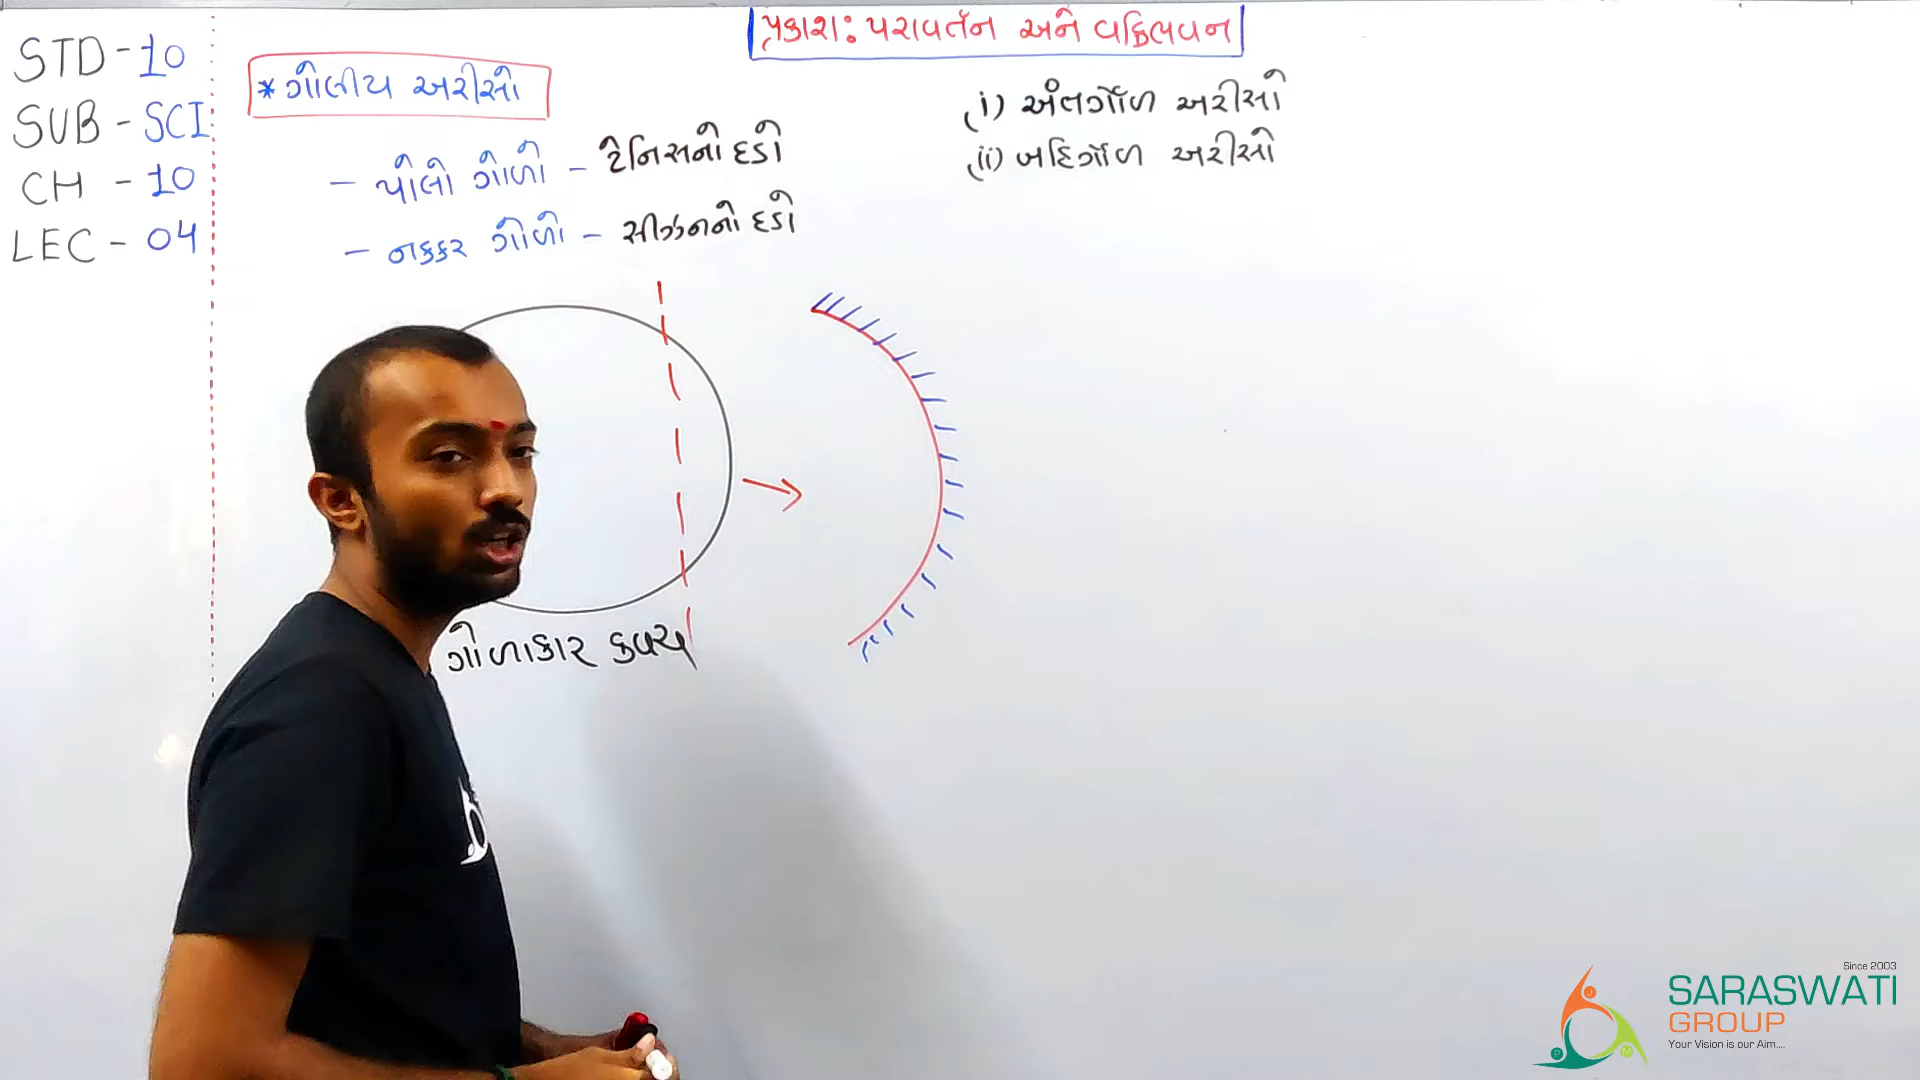 પ્રકાશ: પરાવર્તન અને વક્રિભવન
STD-10
SUB - SCI
CH - 10
LEC - 04
* ગોલીય અરીસો
- પોલો ગોળો - ટેનિસનો દડો
- નક્કર ગોળો - સીઝનનો દડો
(i) અંતર્ગોળ અરીસો
(ii) બહિર્ગોળ અરીસો
ગોળાકાર કવચ
Since 2003
SARASWATI
GROUP
Your Vision is our Aim....
J
P
M